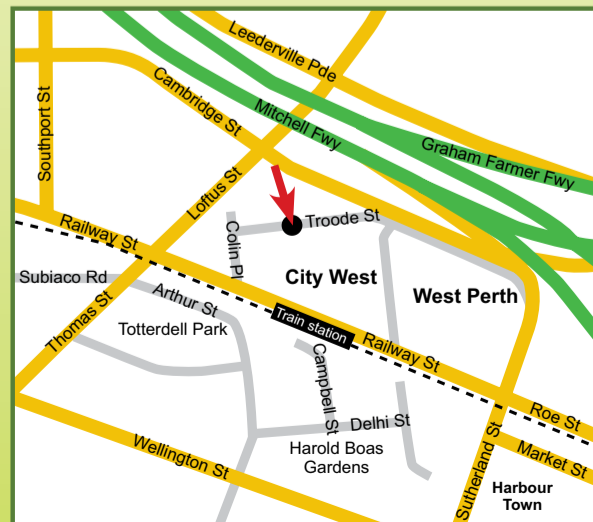 Leederville Pde
Cambridge St
Mitchell Fwy
Graham Farmer Fwy
Southport St
Loftus St
Troode St
Colin Pl
Railway St
City West
West Perth
Subiaco Rd
Arthur St
Thomas St
Totterdell Park
Train station
Railway St
Campbell St
Roe St
Delhi St
Harold Boas
Gardens
Wellington St
Sutherland St
Market St
Harbour
Town